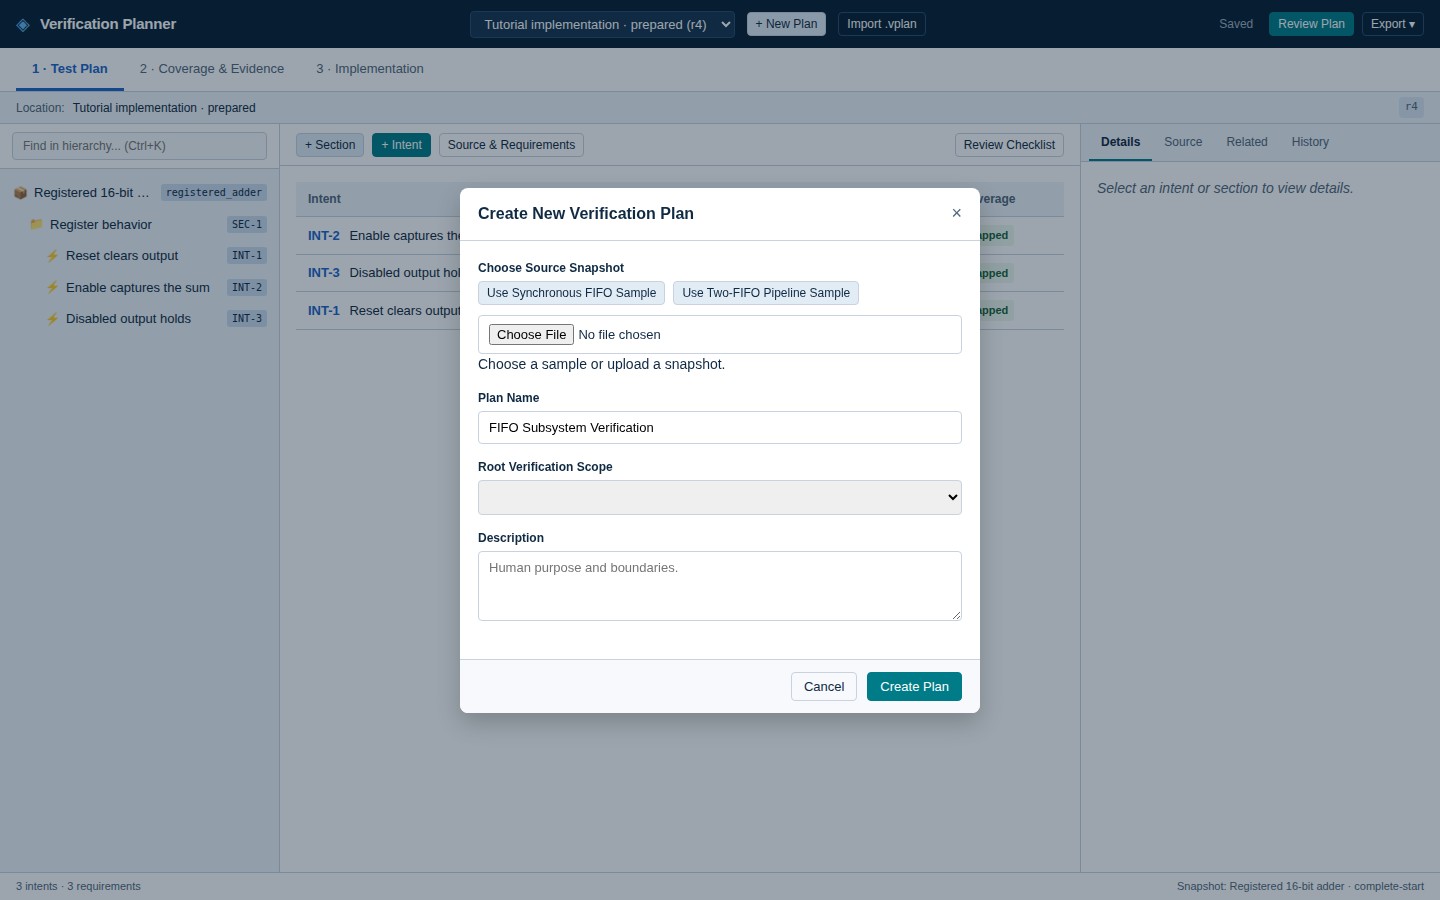 ◈ Verification Planner
Tutorial implementation · prepared (r4)
+ New Plan
Import .vplan
Saved
Review Plan
Export ▾
1 · Test Plan
2 · Coverage & Evidence
3 · Implementation
Location: Tutorial implementation · prepared
r4
Find in hierarchy... (Ctrl+K)
Registered 16-bit ... registered_adder
Register behavior SEC-1
Reset clears output INT-1
Enable captures the sum INT-2
Disabled output holds INT-3
+ Section
+ Intent
Source & Requirements
Review Checklist
Intent
verage
INT-2 Enable captures the
pped
INT-3 Disabled output hol
pped
INT-1 Reset clears output
pped
Create New Verification Plan
×
Choose Source Snapshot
Use Synchronous FIFO Sample
Use Two-FIFO Pipeline Sample
Choose File No file chosen
Choose a sample or upload a snapshot.
Plan Name
FIFO Subsystem Verification
Root Verification Scope
Description
Human purpose and boundaries.
Cancel
Create Plan
Details
Source
Related
History
Select an intent or section to view details.
3 intents · 3 requirements
Snapshot: Registered 16-bit adder · complete-start